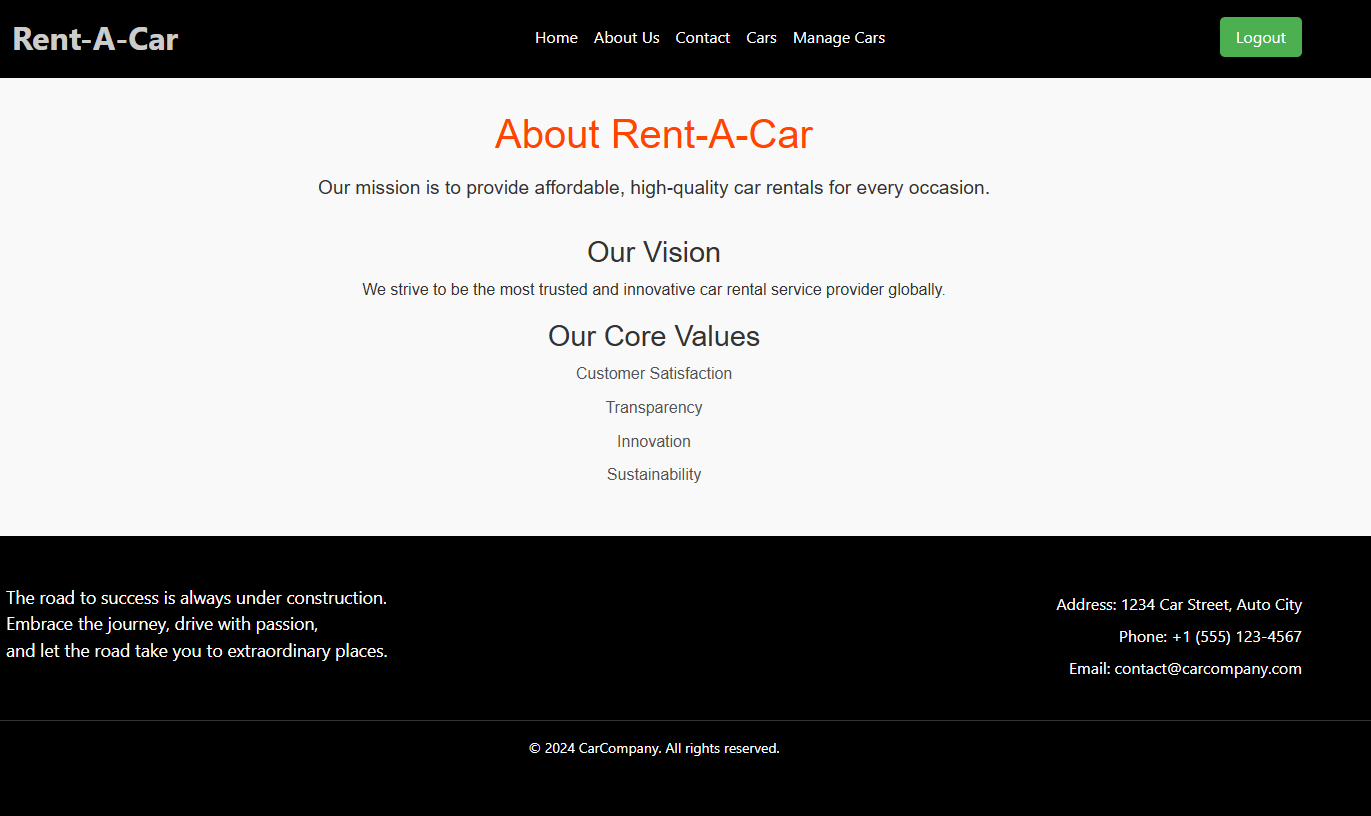 Rent-A-Car
Home About Us Contact Cars Manage Cars
Logout
About Rent-A-Car
Our mission is to provide affordable, high-quality car rentals for every occasion.
Our Vision
We strive to be the most trusted and innovative car rental service provider globally.
Our Core Values
Customer Satisfaction
Transparency
Innovation
Sustainability
The road to success is always under construction.
Embrace the journey, drive with passion,
and let the road take you to extraordinary places.
Address: 1234 Car Street, Auto City
Phone: +1 (555) 123-4567
Email: contact@carcompany.com
© 2024 CarCompany. All rights reserved.